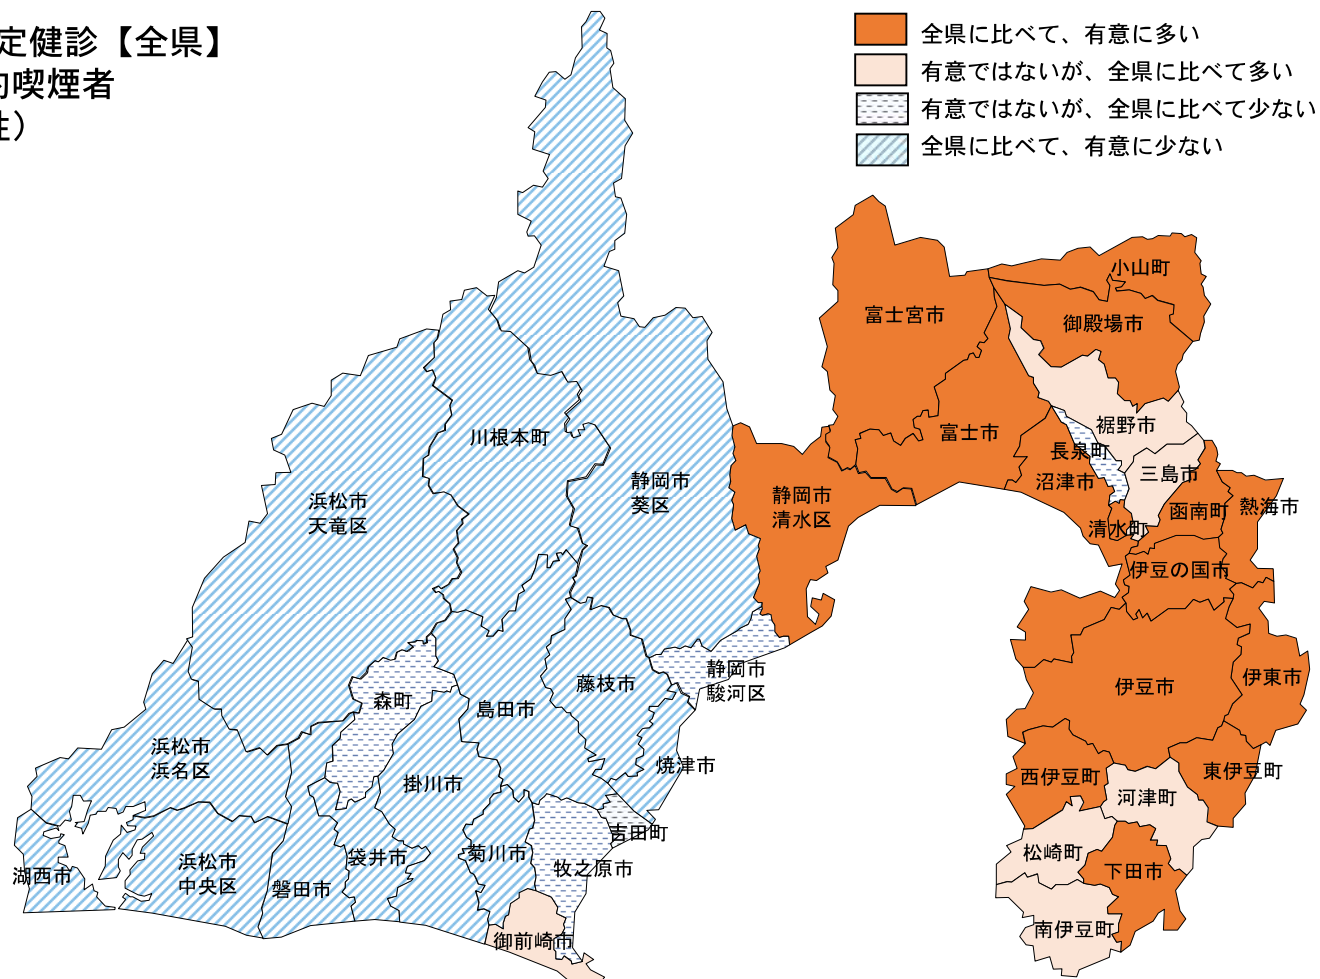 定健診【全県】
的喫煙者
性）
全県に比べて、有意に多い
有意ではないが、全県に比べて多い
有意ではないが、全県に比べて少ない
全県に比べて、有意に少ない
小山町
富士宮市
御殿場市
裾野市
富士市
川根本町
長泉町
三島市
沼津市
静岡市
葵区
静岡市
清水区
浜松市
天竜区
函南町
熱海市
清水町
伊豆の国市
静岡市
駿河区
藤枝市
伊東市
伊豆市
森町
島田市
浜松市
浜名区
焼津市
東伊豆町
西伊豆町
掛川市
河津町
吉田町
菊川市
松崎町
袋井市
浜松市
中央区
牧之原市
下田市
湖西市
磐田市
南伊豆町
御前崎市